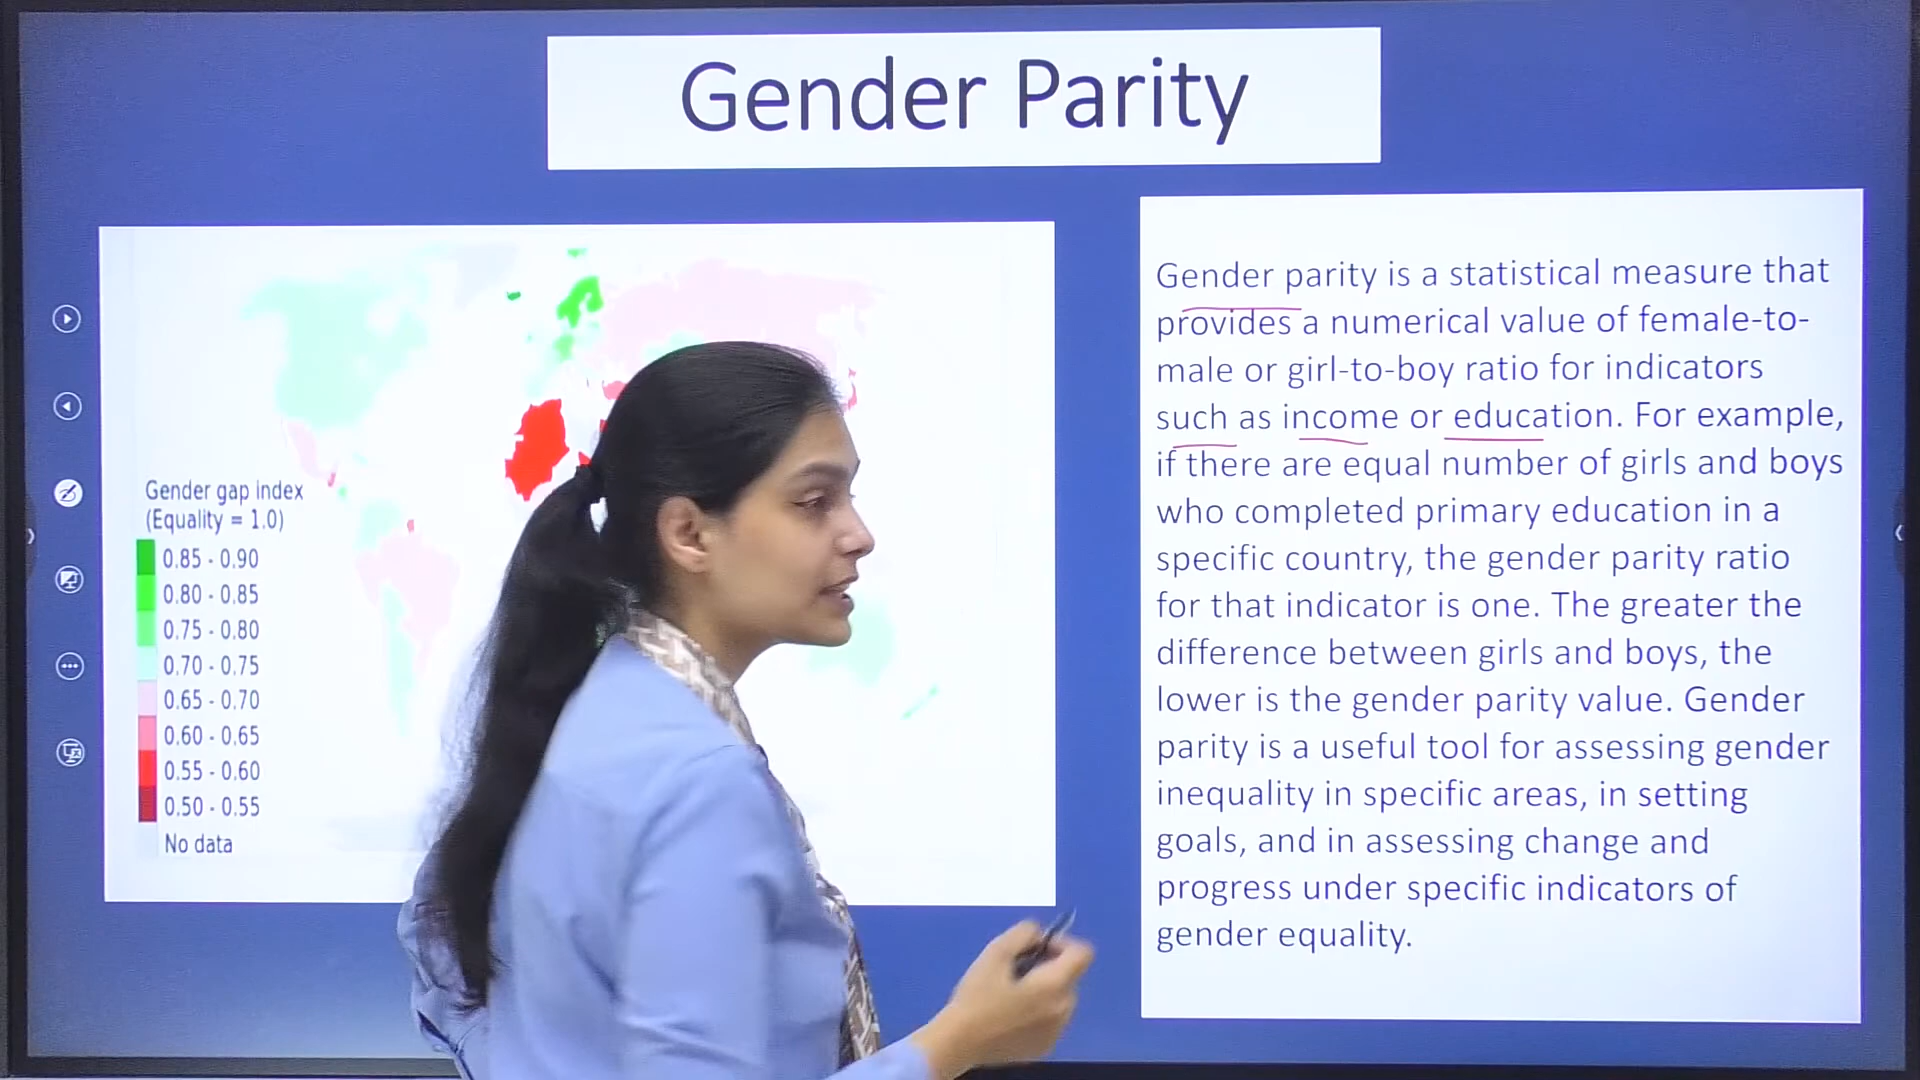 Gender Parity
Gender gap index
(Equality = 1.0)
0.85 - 0.90
0.80 - 0.85
0.75 - 0.80
0.70 - 0.75
0.65 - 0.70
0.60 - 0.65
0.55 - 0.60
0.50 - 0.55
No data
Gender parity is a statistical measure that
provides a numerical value of female-to-
male or girl-to-boy ratio for indicators
such as income or education. For example,
if there are equal number of girls and boys
who completed primary education in a
specific country, the gender parity ratio
for that indicator is one. The greater the
difference between girls and boys, the
lower is the gender parity value. Gender
parity is a useful tool for assessing gender
inequality in specific areas, in setting
goals, and in assessing change and
progress under specific indicators of
gender equality.